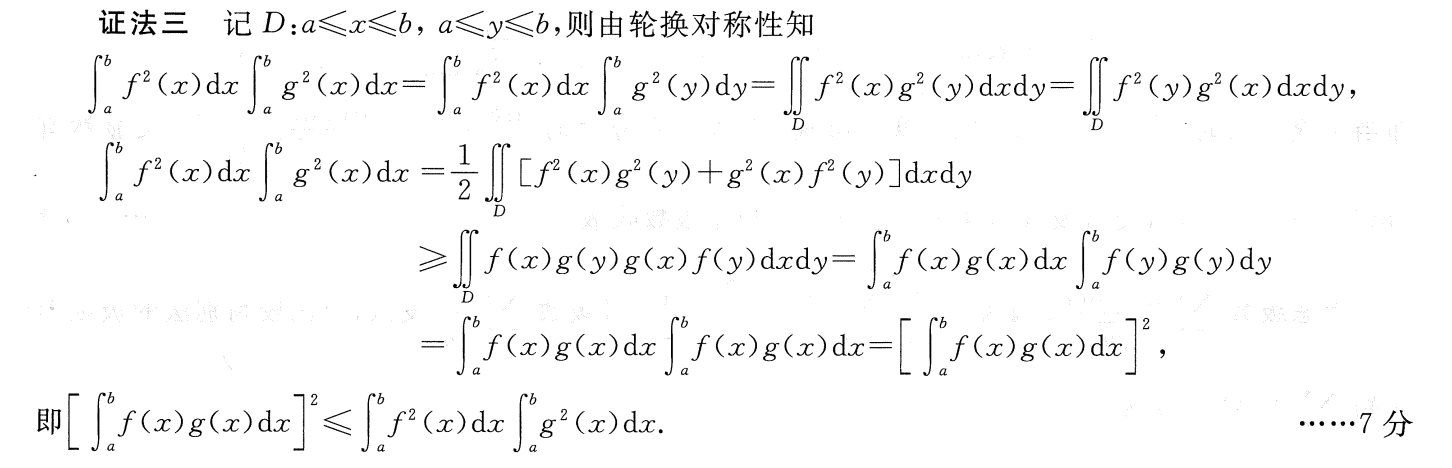 证法三 记 D:a≤x≤b, a≤y≤b,则由轮换对称性知
∫_a^b f²(x)dx∫_a^b g²(x)dx=∫_a^b f²(x)dx∫_a^b g²(y)dy=∬_D f²(x)g²(y)dxdy=∬_D f²(y)g²(x)dxdy,
∫_a^b f²(x)dx∫_a^b g²(x)dx=1/2∬_D[f²(x)g²(y)+g²(x)f²(y)]dxdy
≥∬_D f(x)g(y)g(x)f(y)dxdy=∫_a^b f(x)g(x)dx∫_a^b f(y)g(y)dy
=∫_a^b f(x)g(x)dx∫_a^b f(x)g(x)dx=[∫_a^b f(x)g(x)dx]²,
即[∫_a^b f(x)g(x)dx]²≤∫_a^b f²(x)dx∫_a^b g²(x)dx. ……7分